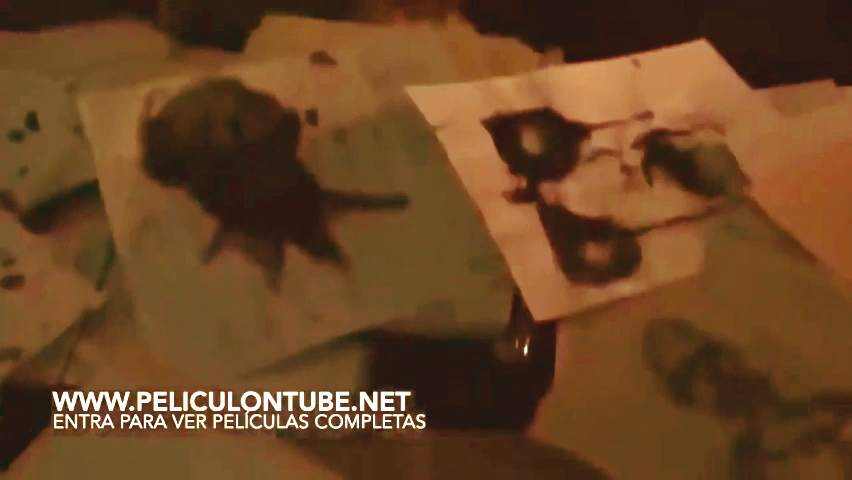 WWW.PELICULONTUBE.NET
ENTRA PARA VER PELÍCULAS COMPLETAS